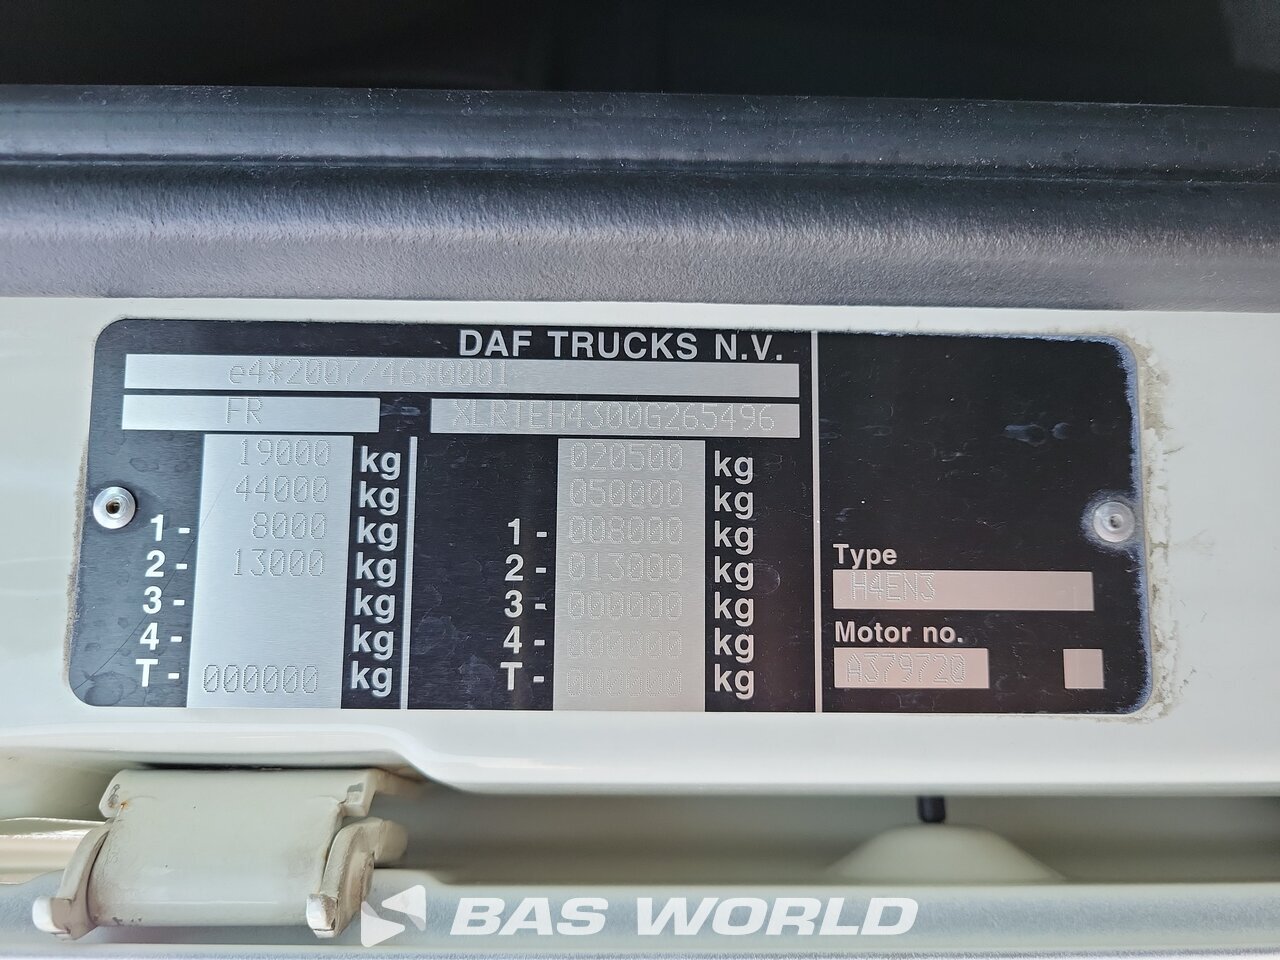 DAF TRUCKS N.V.
e4*2007/46*0001
FR XLRTEH4300G265496
19000 kg 020500 kg
44000 kg 050000 kg
1- 8000 kg 1- 008000 kg
2- 13000 kg 2- 013000 kg
3- kg 3- 000000 kg
4- kg 4- 000000 kg
T- 000000 kg T- 000000 kg
Type
H4EN3
Motor no.
A379720
BAS WORLD